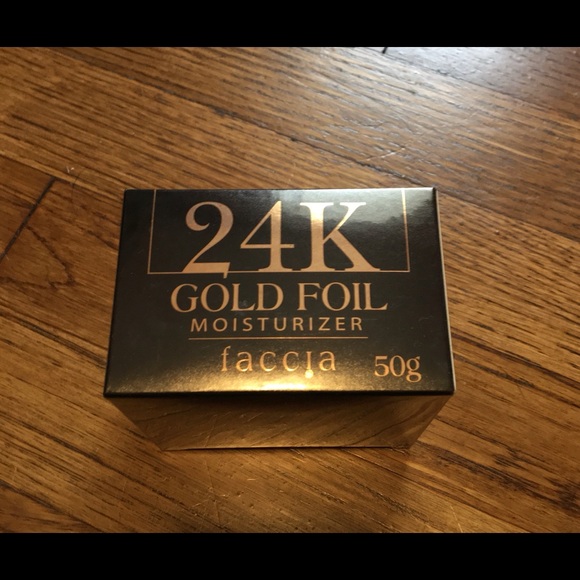 24K
GOLD FOIL
MOISTURIZER
faccia 50g